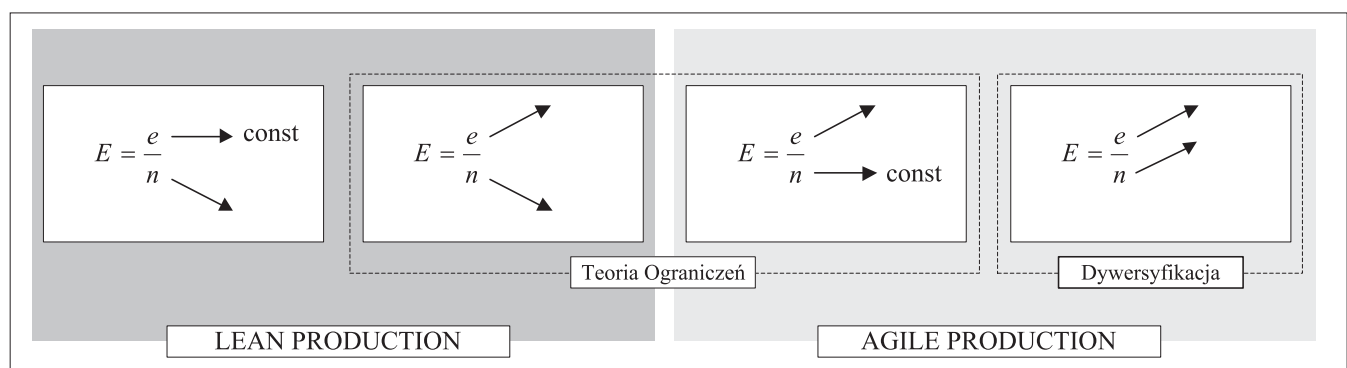 E = e/n const
E = e/n
E = e/n const
E = e/n
Teoria Ograniczeń
Dywersyfikacja
LEAN PRODUCTION
AGILE PRODUCTION